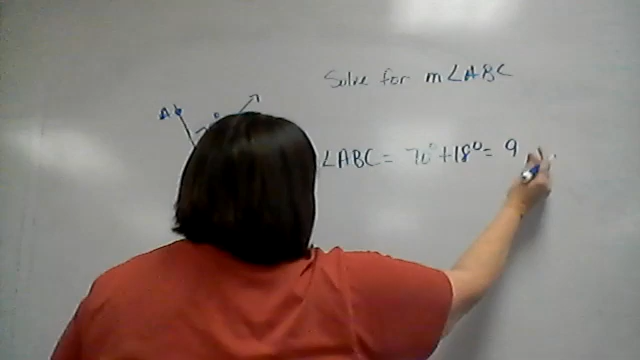 Solve for m∠ABC
A
∠ABC = 70° + 18° = 9